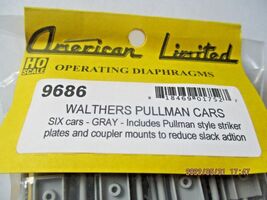 American Limited
HO
SCALE
OPERATING DIAPHRAGMS
9686
WALTHERS PULLMAN CARS
SIX cars - GRAY - Includes Pullman style striker
plates and coupler mounts to reduce slack adtion